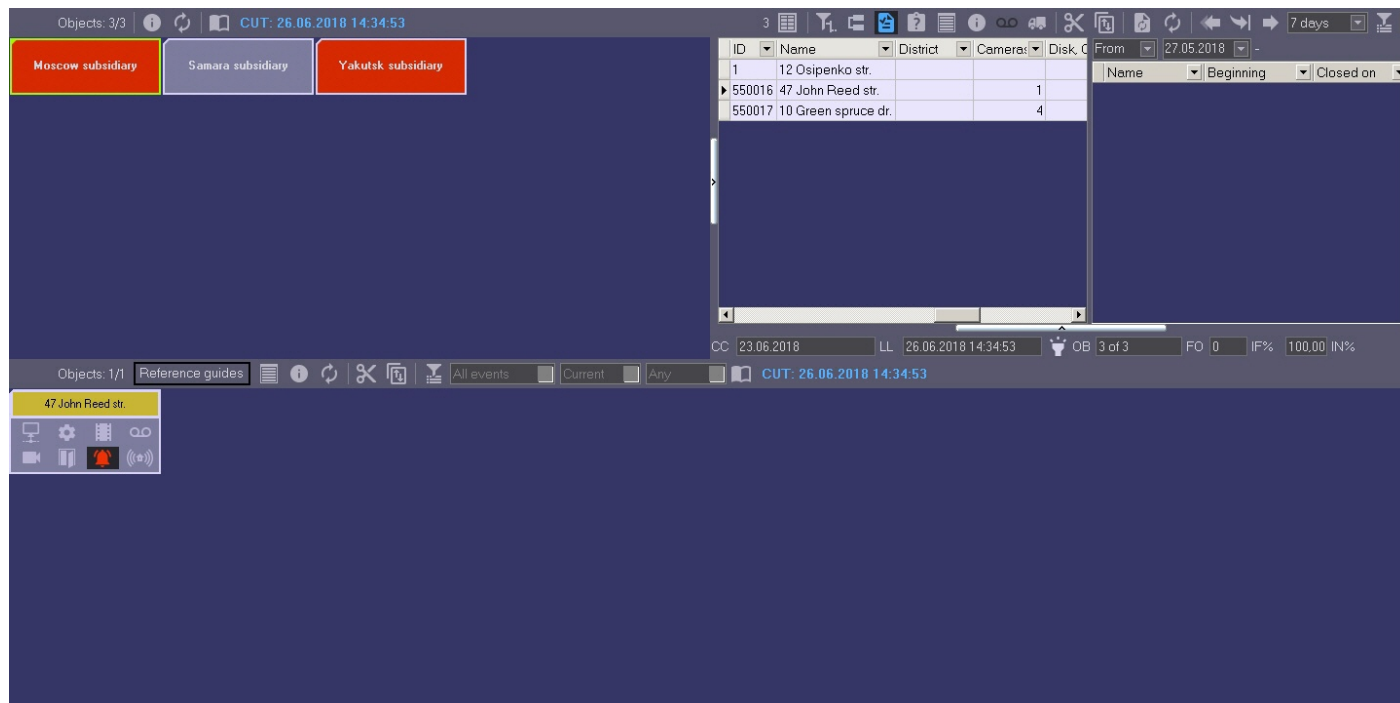 Objects: 3/3 CUT: 26.06.2018 14:34:53
3 7 days
Moscow subsidiary Samara subsidiary Yakutsk subsidiary
ID Name District Cameras Disk,
1 12 Osipenko str.
550016 47 John Reed str. 1
550017 10 Green spruce dr. 4
From 27.05.2018 -
Name Beginning Closed on
CC 23.06.2018 LL 26.06.2018 14:34:53 OB 3 of 3 FO 0 IF% 100,00 IN%
Objects: 1/1 Reference guides All events Current Any CUT: 26.06.2018 14:34:53
47 John Reed str.